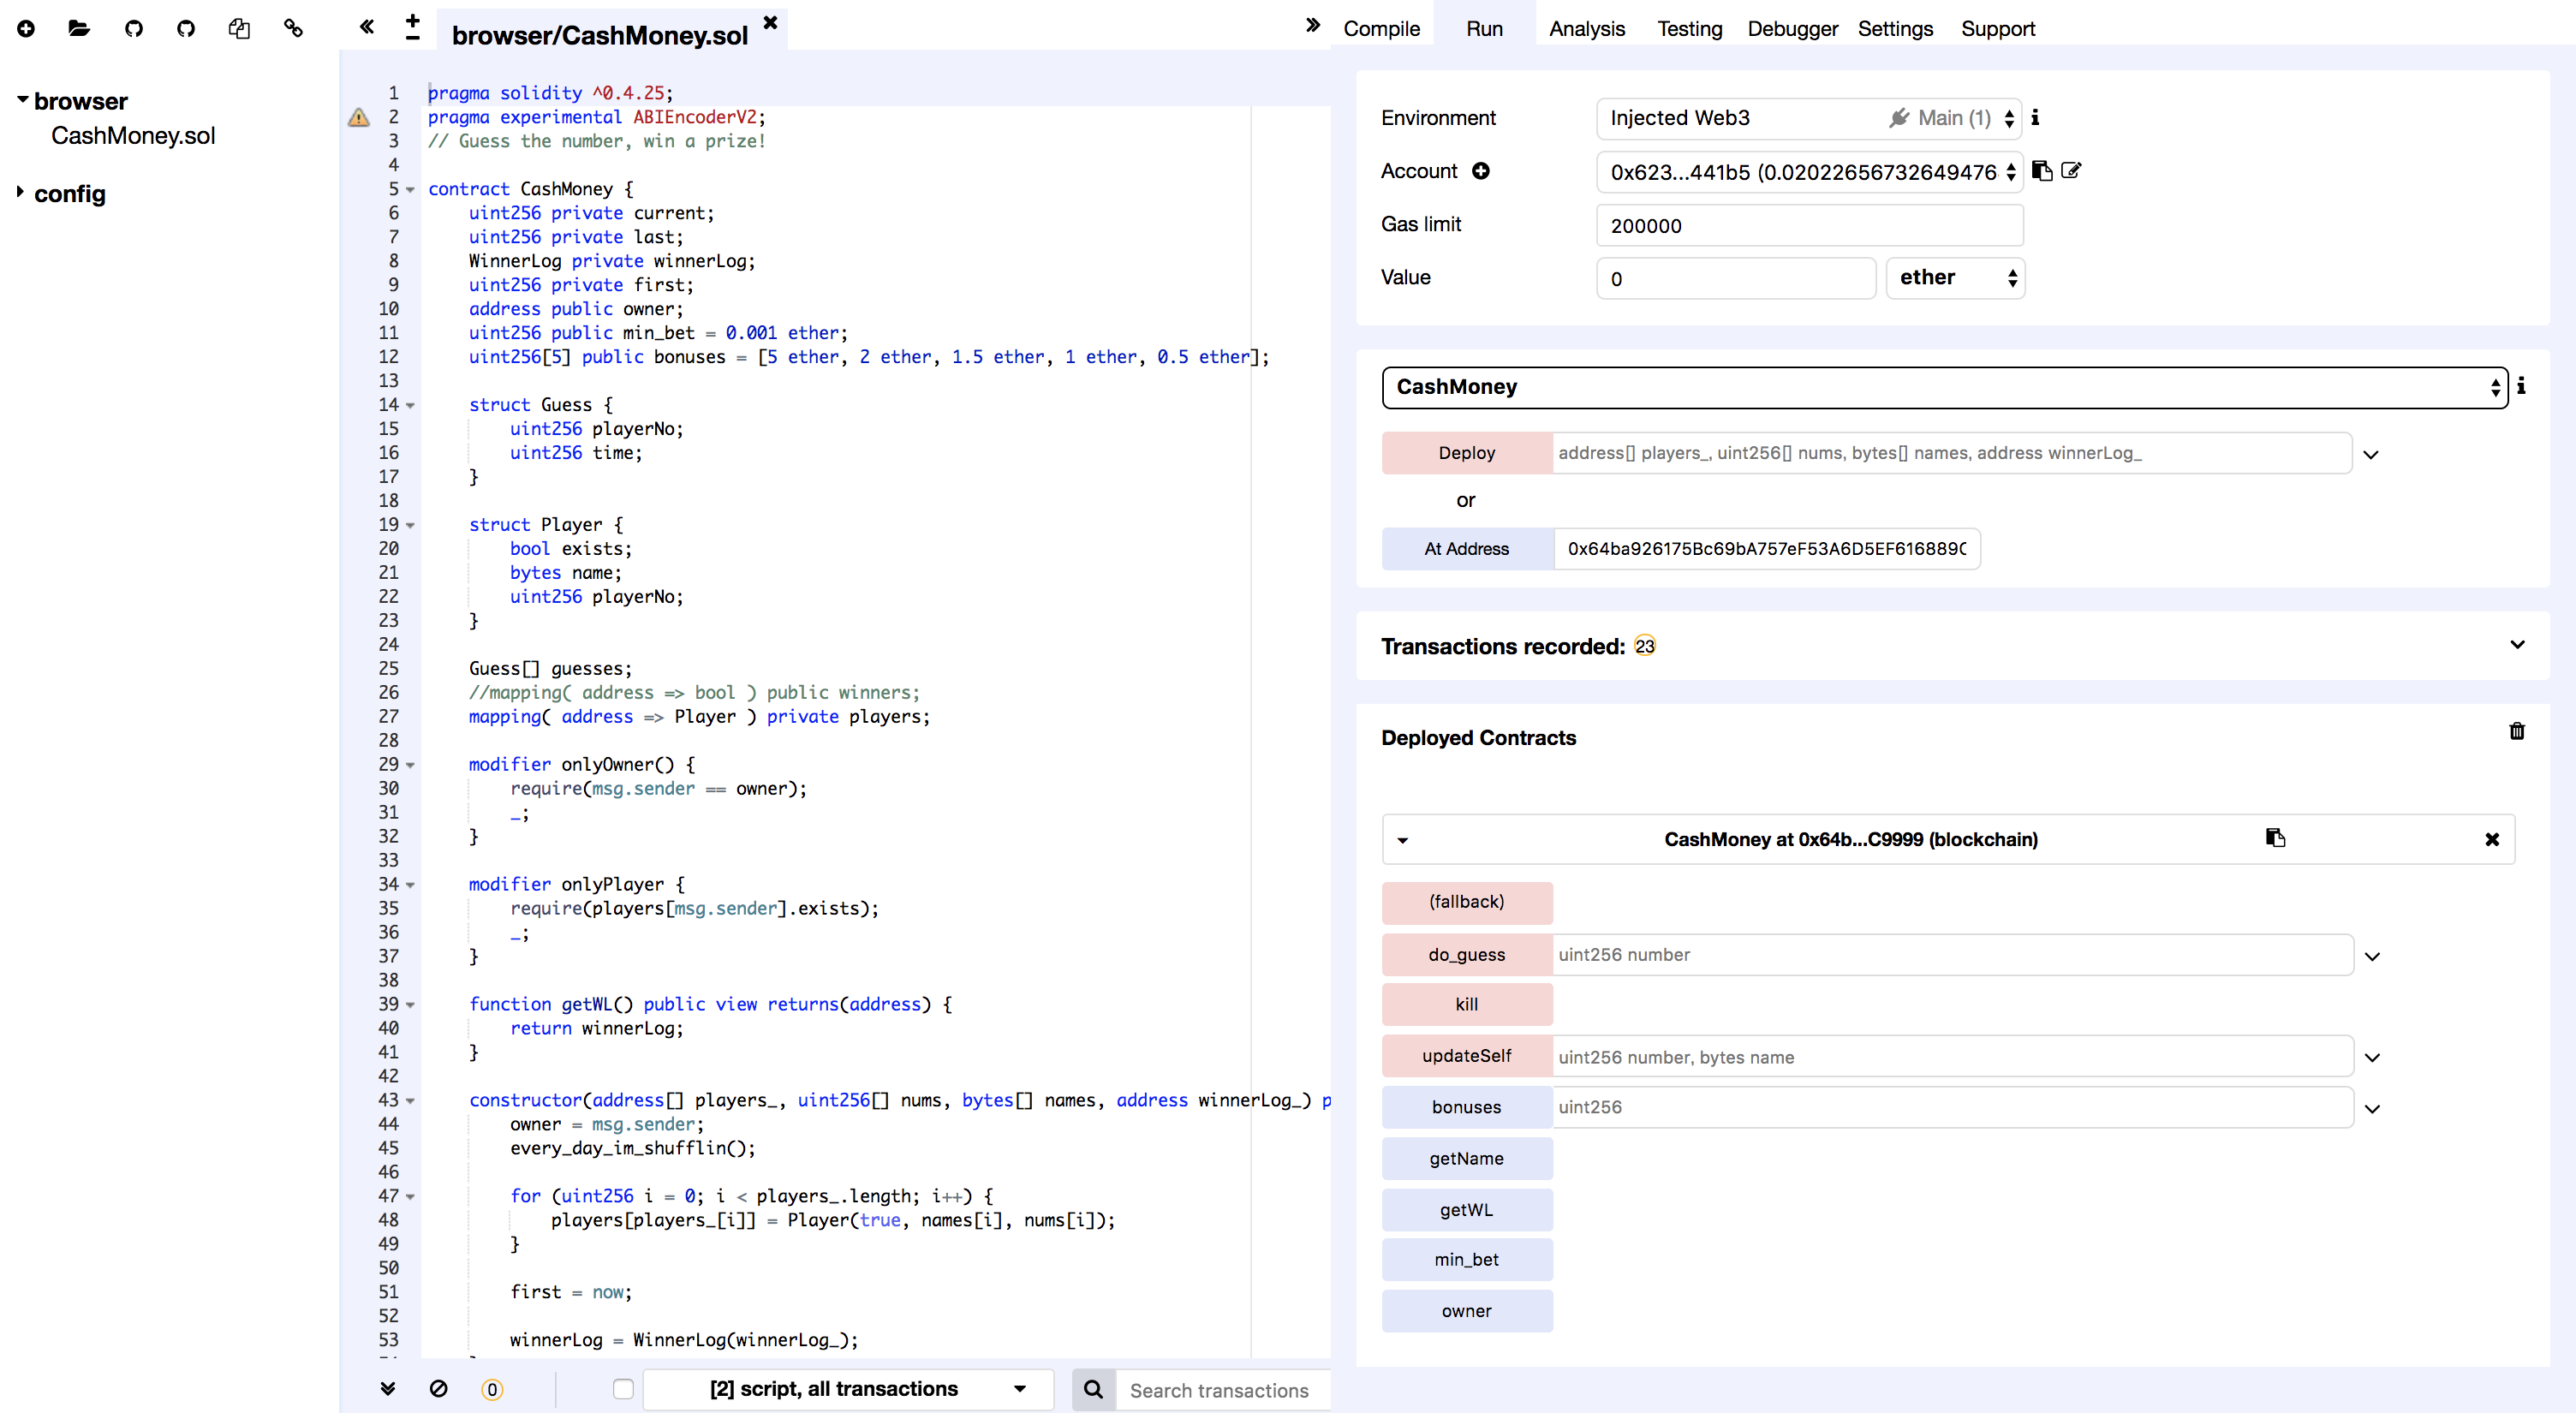 browser/CashMoney.sol
Compile Run Analysis Testing Debugger Settings Support
browser
CashMoney.sol
config
1 pragma solidity ^0.4.25;
2 pragma experimental ABIEncoderV2;
3 // Guess the number, win a prize!
4
5 contract CashMoney {
6 uint256 private current;
7 uint256 private last;
8 WinnerLog private winnerLog;
9 uint256 private first;
10 address public owner;
11 uint256 public min_bet = 0.001 ether;
12 uint256[5] public bonuses = [5 ether, 2 ether, 1.5 ether, 1 ether, 0.5 ether];
13
14 struct Guess {
15 uint256 playerNo;
16 uint256 time;
17 }
18
19 struct Player {
20 bool exists;
21 bytes name;
22 uint256 playerNo;
23 }
24
25 Guess[] guesses;
26 //mapping( address => bool ) public winners;
27 mapping( address => Player ) private players;
28
29 modifier onlyOwner() {
30 require(msg.sender == owner);
31 _;
32 }
33
34 modifier onlyPlayer {
35 require(players[msg.sender].exists);
36 _;
37 }
38
39 function getWL() public view returns(address) {
40 return winnerLog;
41 }
42
43 constructor(address[] players_, uint256[] nums, bytes[] names, address winnerLog_) p
44 owner = msg.sender;
45 every_day_im_shufflin();
46
47 for (uint256 i = 0; i < players_.length; i++) {
48 players[players_[i]] = Player(true, names[i], nums[i]);
49 }
50
51 first = now;
52
53 winnerLog = WinnerLog(winnerLog_);
0
[2] script, all transactions
Search transactions
Environment
Injected Web3 Main (1)
Account
0x623...441b5 (0.02022656732649476
Gas limit
200000
Value
0
ether
CashMoney
Deploy
address[] players_, uint256[] nums, bytes[] names, address winnerLog_
or
At Address
0x64ba926175Bc69bA757eF53A6D5EF616889C
Transactions recorded: 23
Deployed Contracts
CashMoney at 0x64b...C9999 (blockchain)
(fallback)
do_guess
uint256 number
kill
updateSelf
uint256 number, bytes name
bonuses
uint256
getName
getWL
min_bet
owner